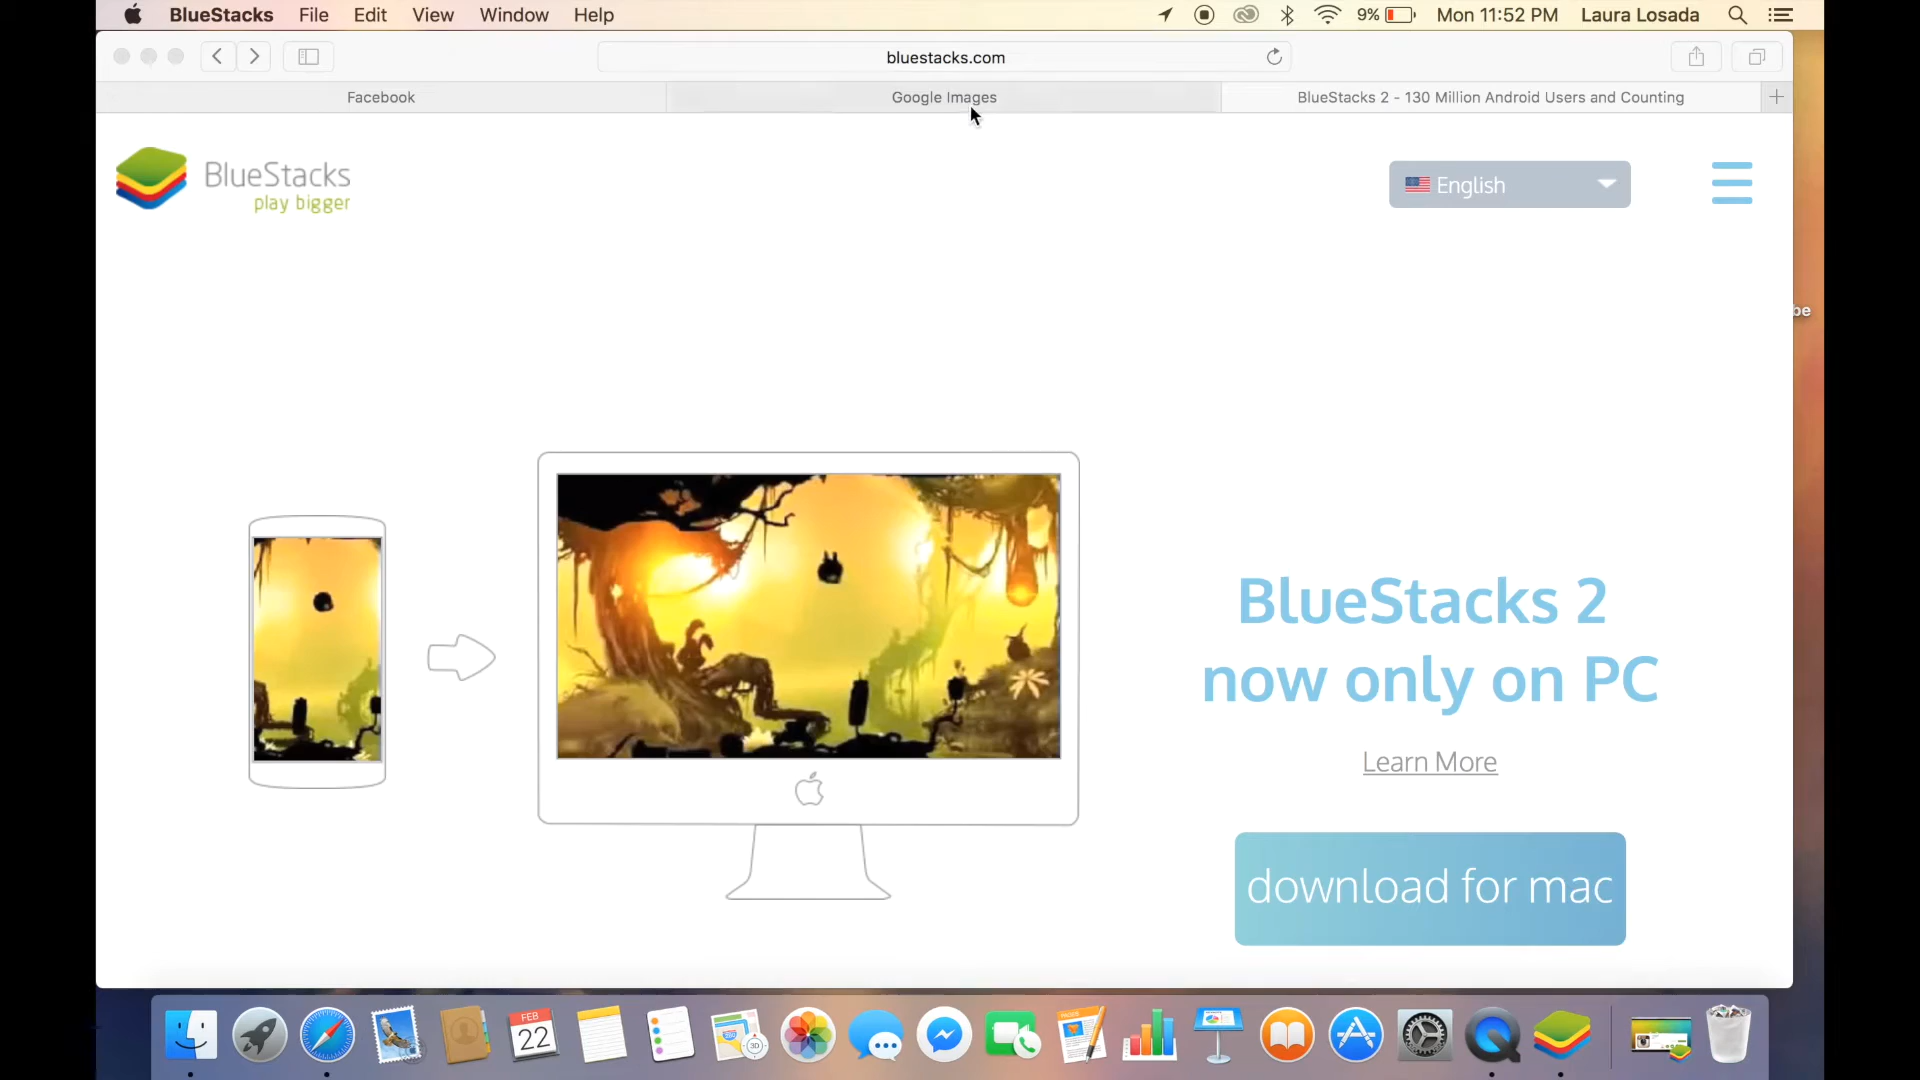 BlueStacks File Edit View Window Help 9% Mon 11:52 PM Laura Losada
bluestacks.com
Facebook Google Images BlueStacks 2 - 130 Million Android Users and Counting
BlueStacks
play bigger
English
be
BlueStacks 2
now only on PC
Learn More
download for mac
FEB
22